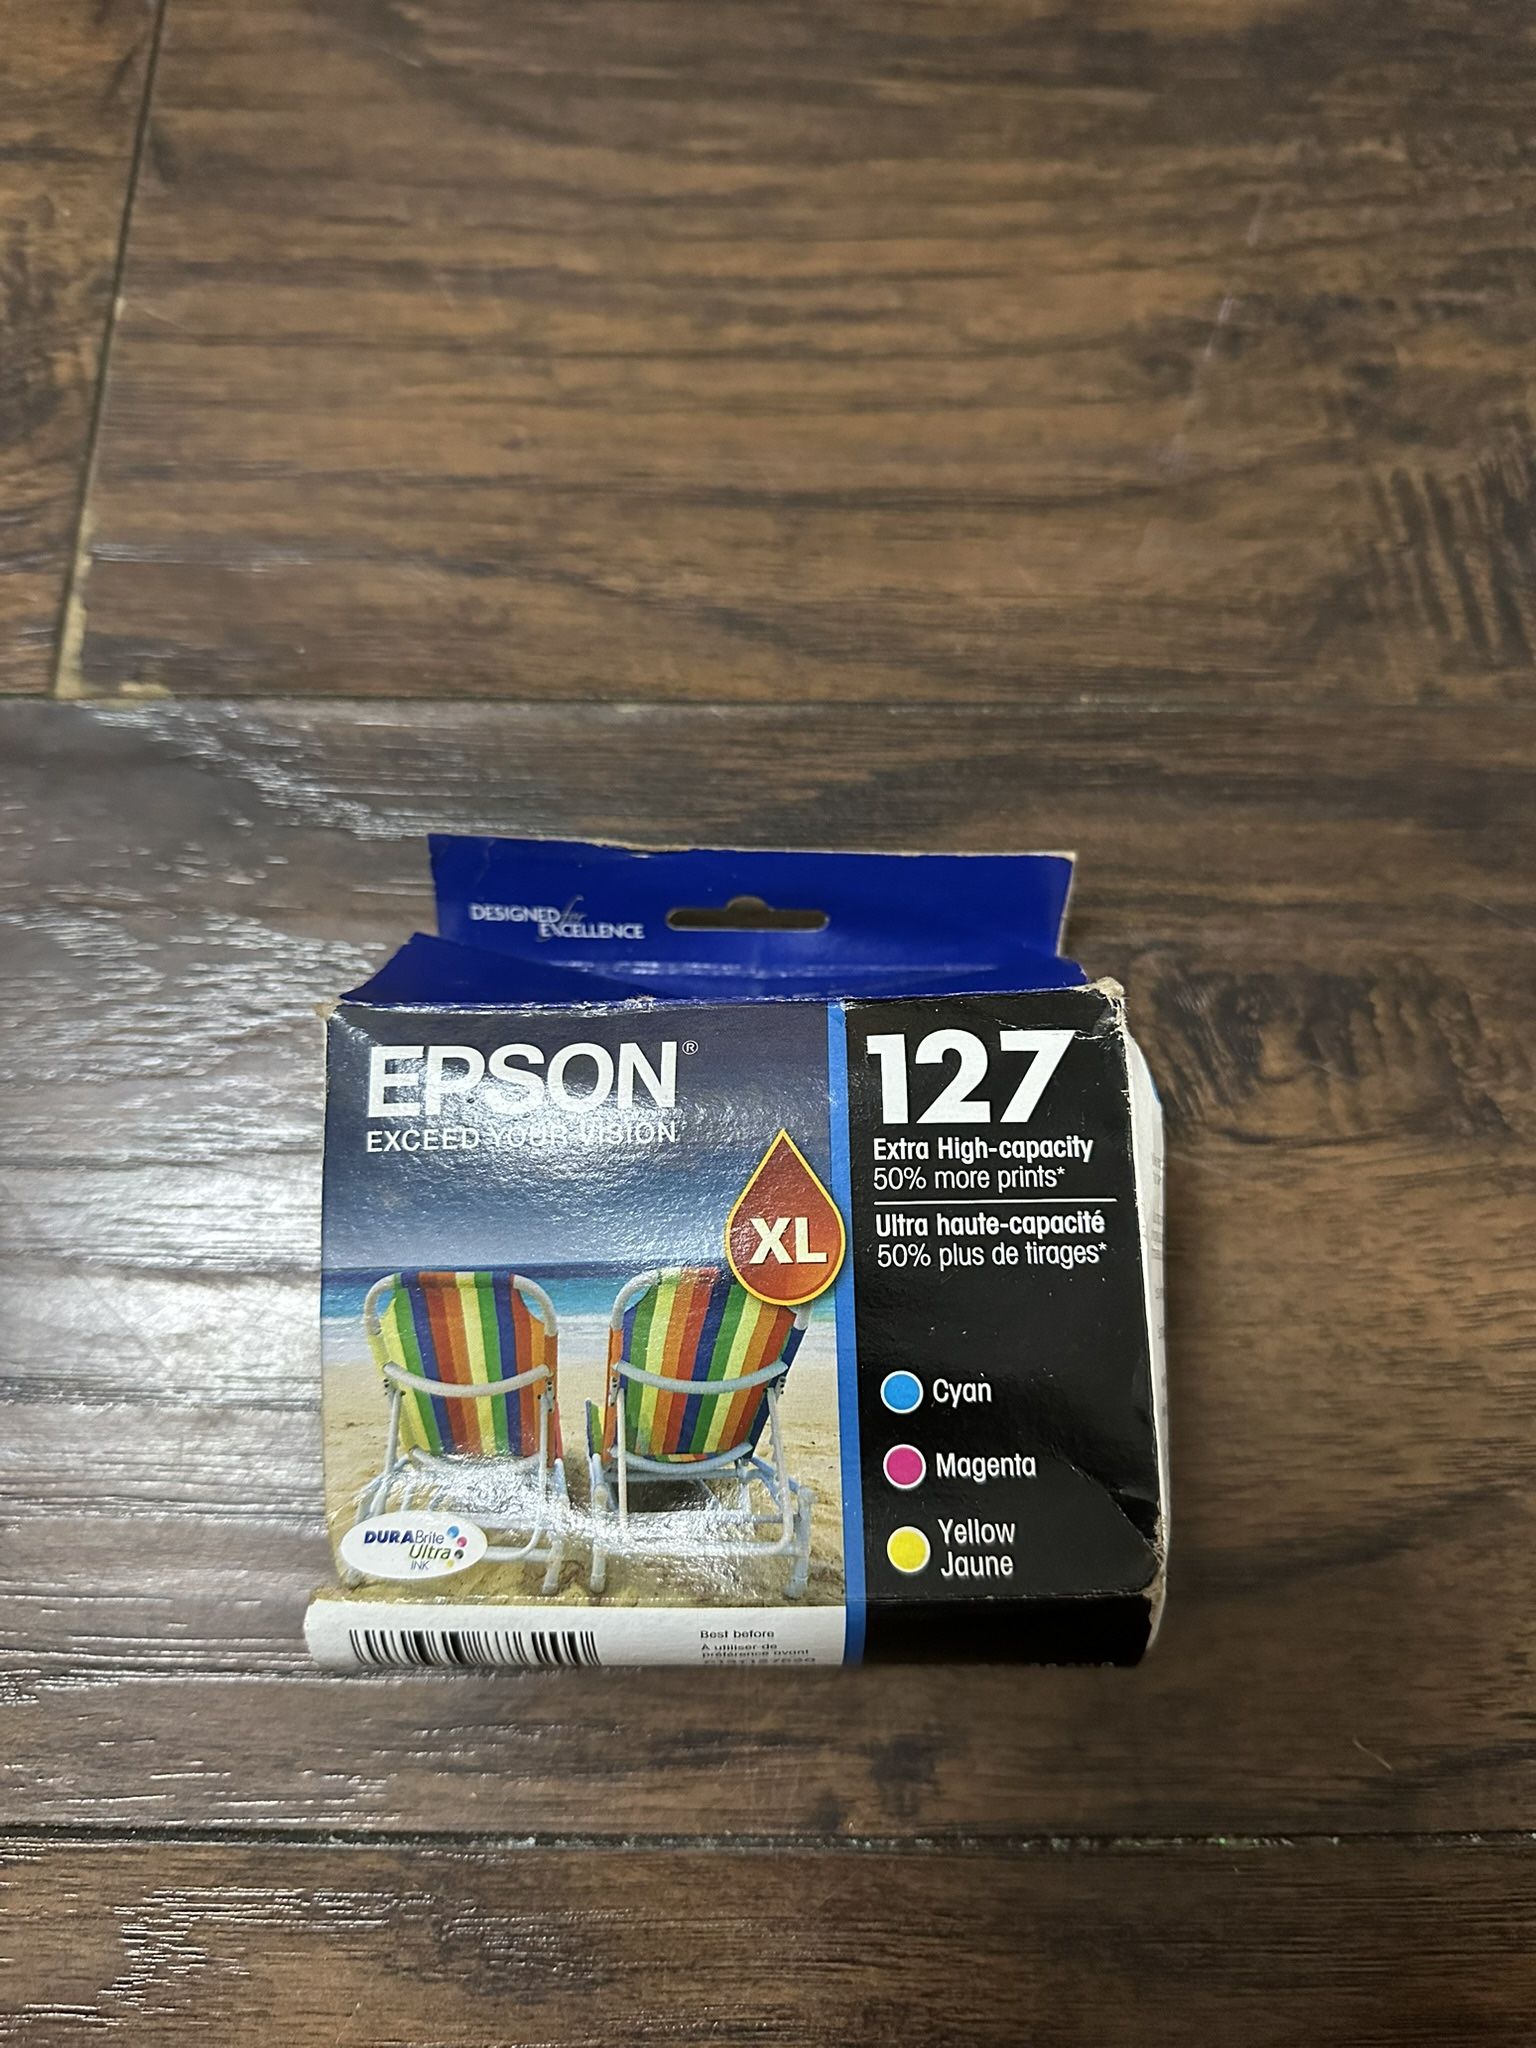 DESIGNED for
EXCELLENCE
EPSON®
EXCEED YOUR VISION
XL
127
Extra High-capacity
50% more prints*
Ultra haute-capacité
50% plus de tirages*
Cyan
Magenta
Yellow
Jaune
DURABrite
Ultra
INK
Best before
À utiliser de
préférence avant